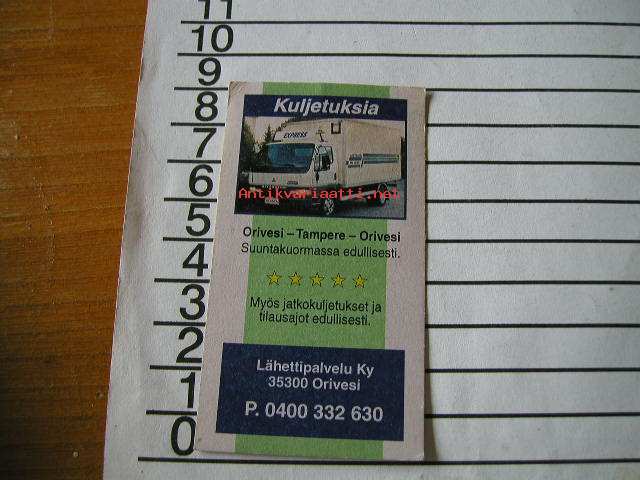 11
10
9
8
7
6
5
4
3
2
1
0
Kuljetuksia
EXPRESS
Antikvariaatti.net
Orivesi – Tampere – Orivesi
Suuntakuormassa edullisesti.
Myös jatkokuljetukset ja
tilausajot edullisesti.
Lähettipalvelu Ky
35300 Orivesi
P. 0400 332 630